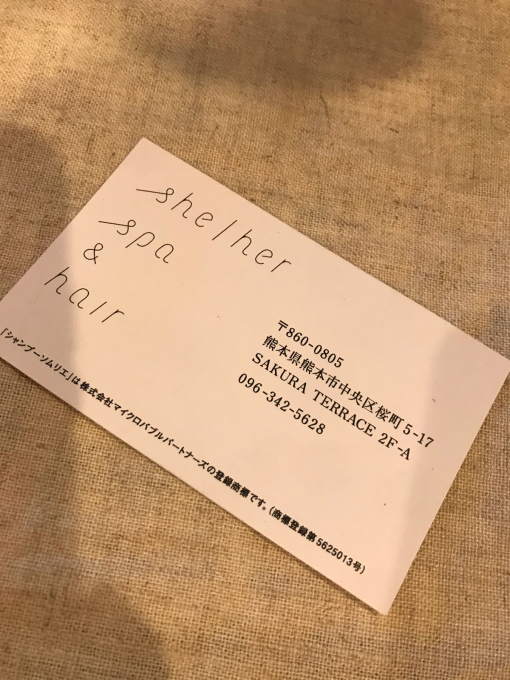 she/her
spa
&
hair
〒860-0805
熊本県熊本市中央区桜町5-17
SAKURA TERRACE 2F-A
096-342-5628
「シャンプーソムリエ」は株式会社マイクロバブルパートナーズの登録商標です。(商標登録第5625013号)